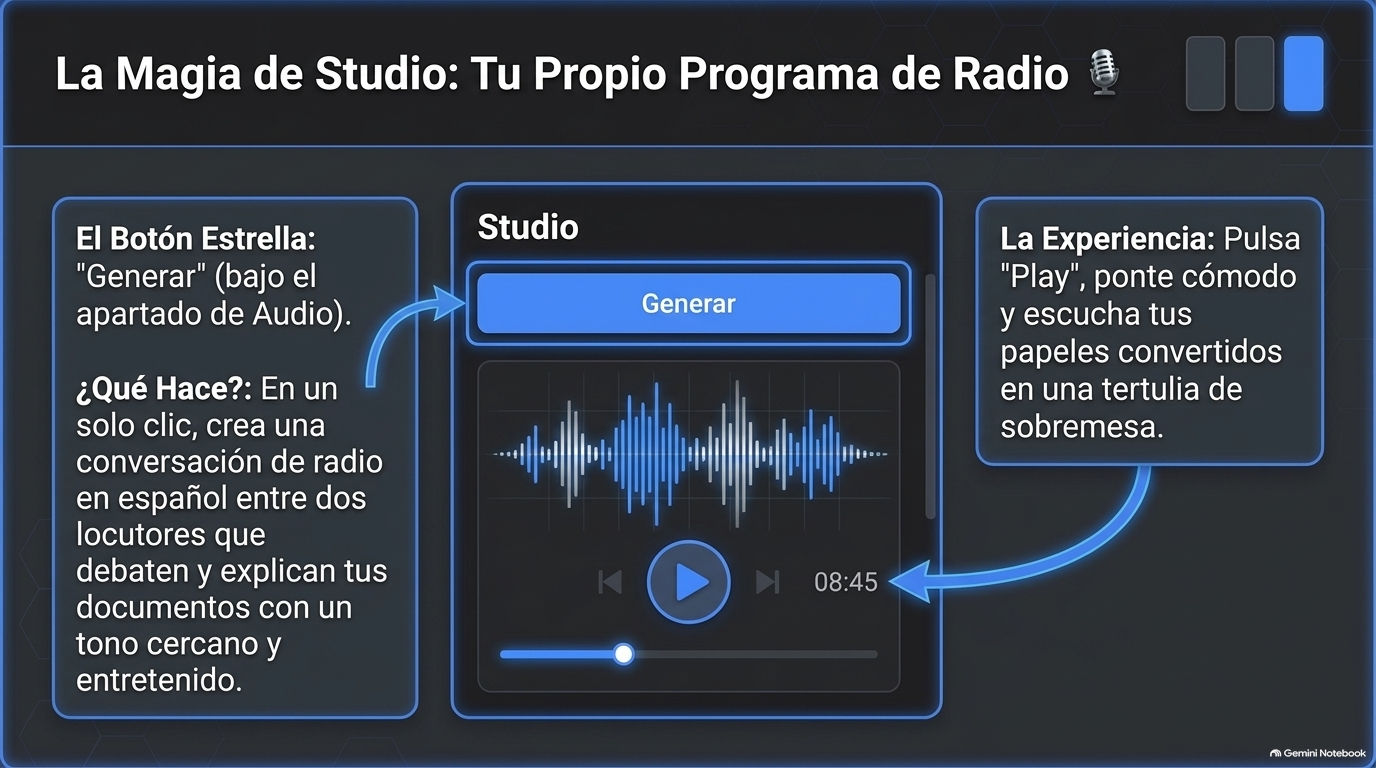 La Magia de Studio: Tu Propio Programa de Radio 🎙️
El Botón Estrella:
"Generar" (bajo el
apartado de Audio).
¿Qué Hace?: En un
solo clic, crea una
conversación de radio
en español entre dos
locutores que
debaten y explican tus
documentos con un
tono cercano y
entretenido.
Studio
Generar
08:45
La Experiencia: Pulsa
"Play", ponte cómodo
y escucha tus
papeles convertidos
en una tertulia de
sobremesa.
Gemini Notebook